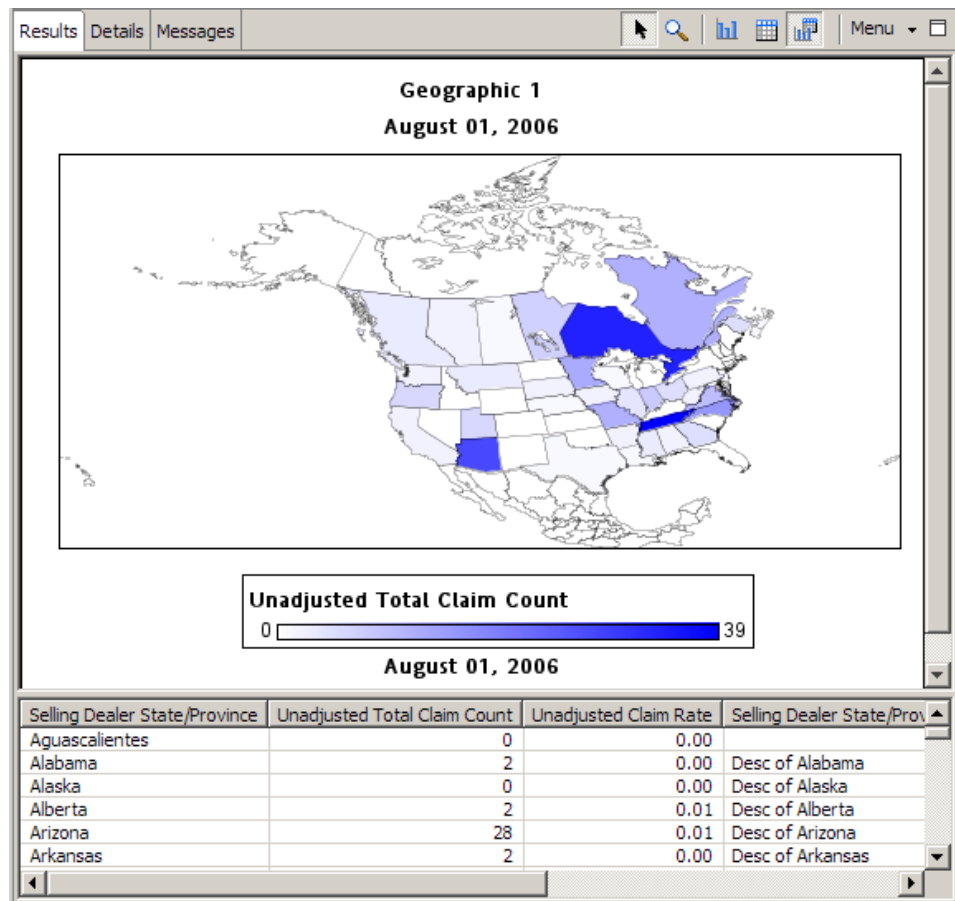 Results Details Messages Menu
Geographic 1
August 01, 2006
Unadjusted Total Claim Count
0 39
August 01, 2006
Selling Dealer State/Province Unadjusted Total Claim Count Unadjusted Claim Rate Selling Dealer State/Prov
Aguascalientes 0 0.00
Alabama 2 0.00 Desc of Alabama
Alaska 0 0.00 Desc of Alaska
Alberta 2 0.01 Desc of Alberta
Arizona 28 0.01 Desc of Arizona
Arkansas 2 0.00 Desc of Arkansas